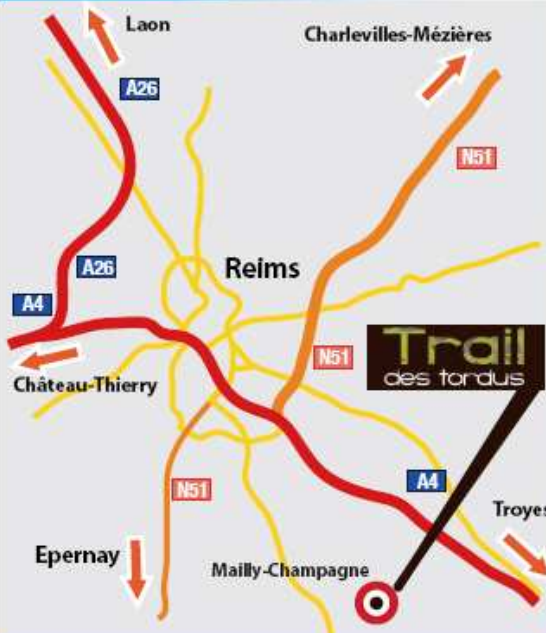 Laon
Charlevilles-Mézières
A26
N51
A26
Reims
A4
N51
Trail
des tordus
Château-Thierry
A4
N51
Troyes
Epernay
Mailly-Champagne